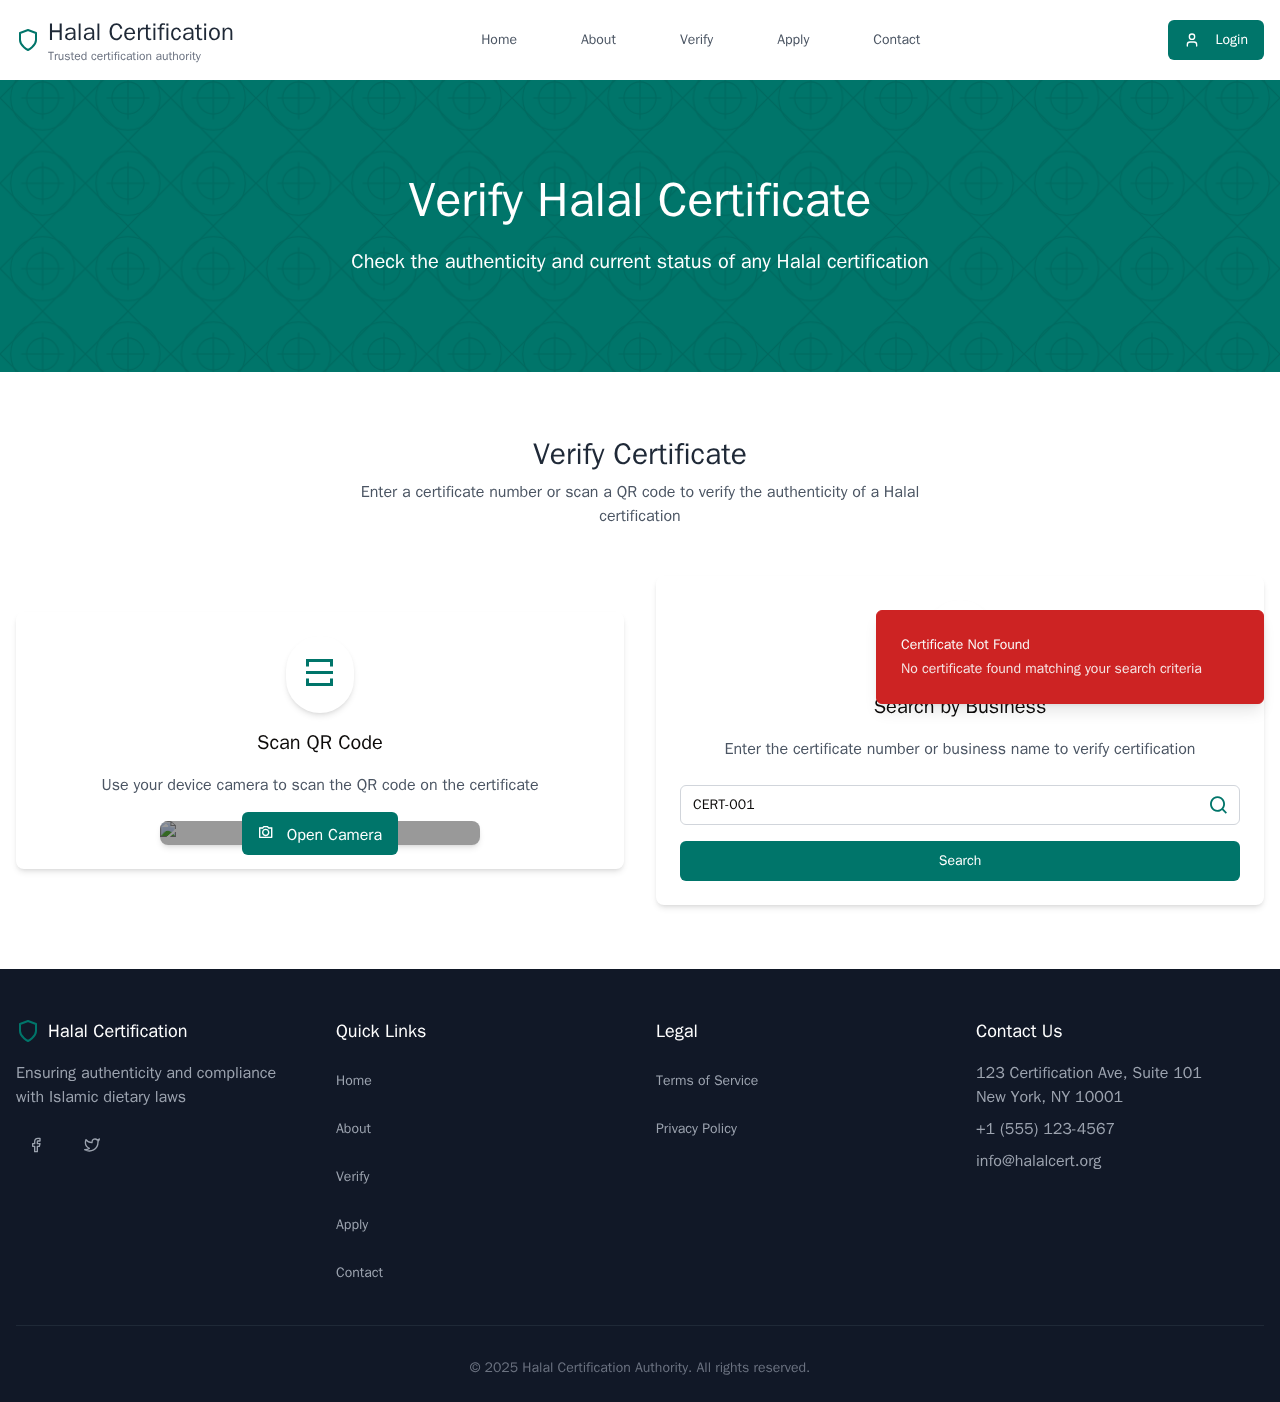 Halal Certification
Trusted certification authority
Home
About
Verify
Apply
Contact
Login
Verify Halal Certificate
Check the authenticity and current status of any Halal certification
Verify Certificate
Enter a certificate number or scan a QR code to verify the authenticity of a Halal
certification
Scan QR Code
Use your device camera to scan the QR code on the certificate
Open Camera
Certificate Not Found
No certificate found matching your search criteria
Search by Business
Enter the certificate number or business name to verify certification
CERT-001
Search
Halal Certification
Ensuring authenticity and compliance
with Islamic dietary laws
Quick Links
Home
About
Verify
Apply
Contact
Legal
Terms of Service
Privacy Policy
Contact Us
123 Certification Ave, Suite 101
New York, NY 10001
+1 (555) 123-4567
info@halalcert.org
© 2025 Halal Certification Authority. All rights reserved.